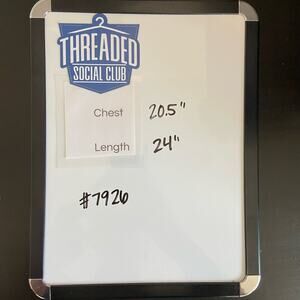 THREADED
SOCIAL CLUB
Chest 20.5"
Length 24"
#7926